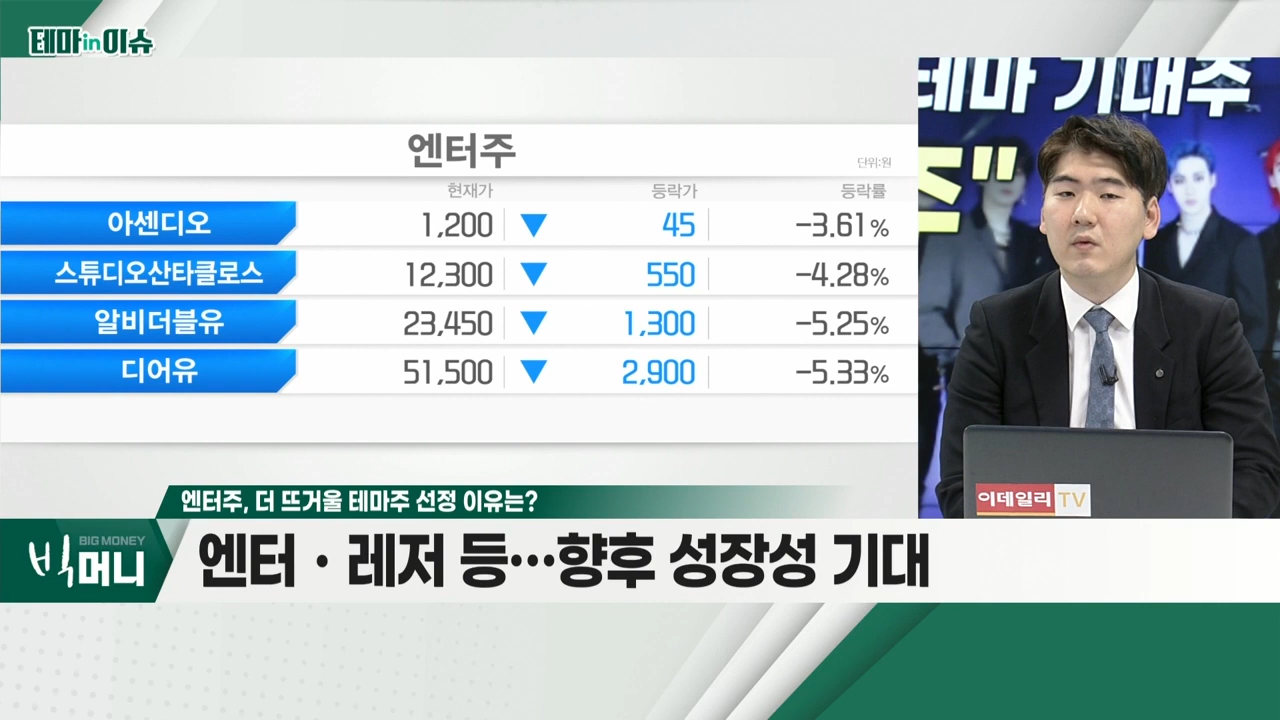 테마in이슈
테마 기대주
즈"
엔터주
단위:원
현재가 등락가 등락률
아센디오 1,200 ▼ 45 -3.61%
스튜디오산타클로스 12,300 ▼ 550 -4.28%
알비더블유 23,450 ▼ 1,300 -5.25%
디어유 51,500 ▼ 2,900 -5.33%
이데일리TV
엔터주, 더 뜨거울 테마주 선정 이유는?
BIG MONEY
빅머니
엔터·레저 등…향후 성장성 기대